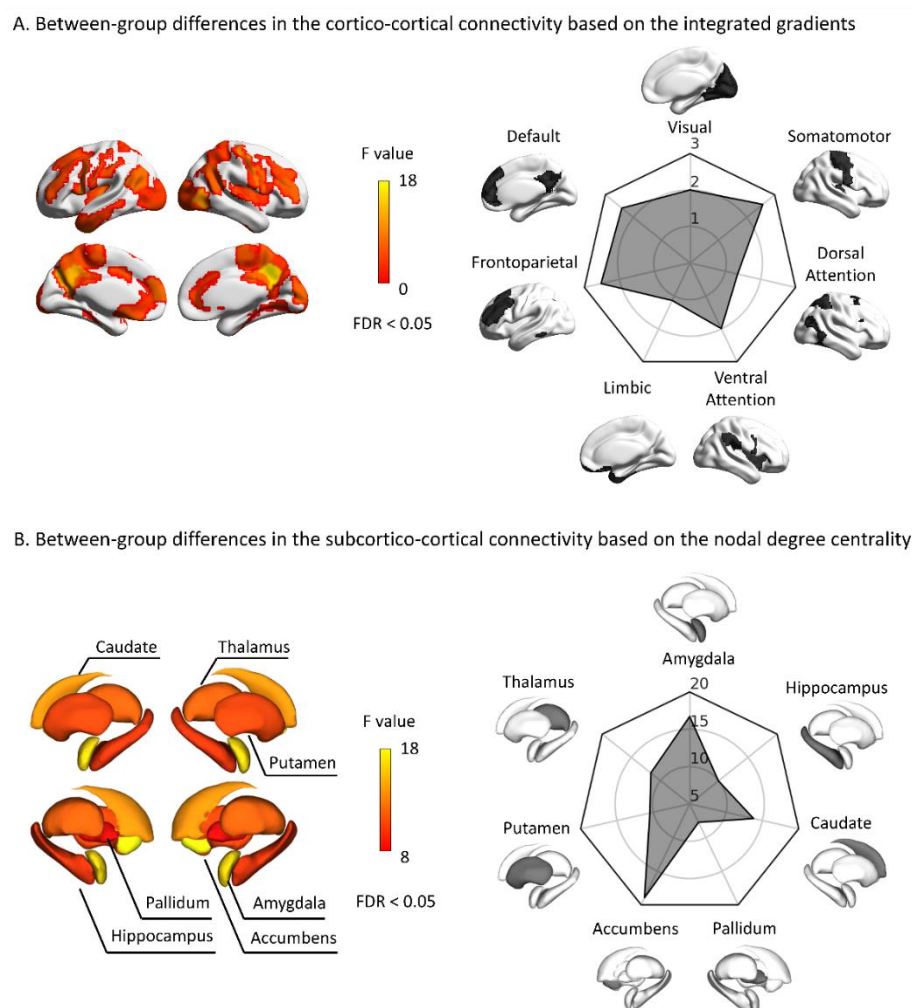 A. Between-group differences in the cortico-cortical connectivity based on the integrated gradients
F value
18
0
FDR < 0.05
Visual
3
2
1
Default
Somatomotor
Frontoparietal
Dorsal
Attention
Limbic
Ventral
Attention
B. Between-group differences in the subcortico-cortical connectivity based on the nodal degree centrality
Caudate
Thalamus
Putamen
Pallidum
Amygdala
Hippocampus
Accumbens
F value
18
8
FDR < 0.05
Amygdala
20
15
10
5
Thalamus
Hippocampus
Putamen
Caudate
Accumbens
Pallidum